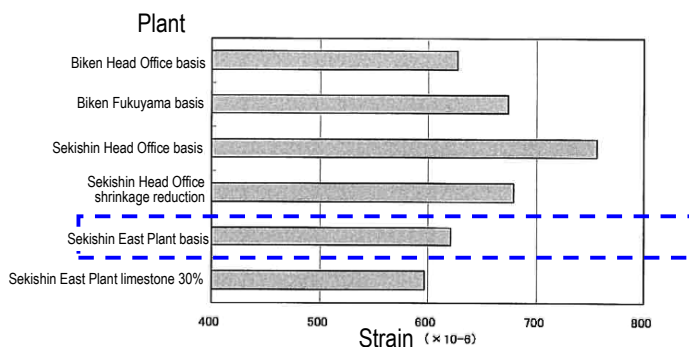 Plant
Biken Head Office basis
Biken Fukuyama basis
Sekishin Head Office basis
Sekishin Head Office
shrinkage reduction
Sekishin East Plant basis
Sekishin East Plant limestone 30%
400 500 600 700 800
Strain (×10-6)